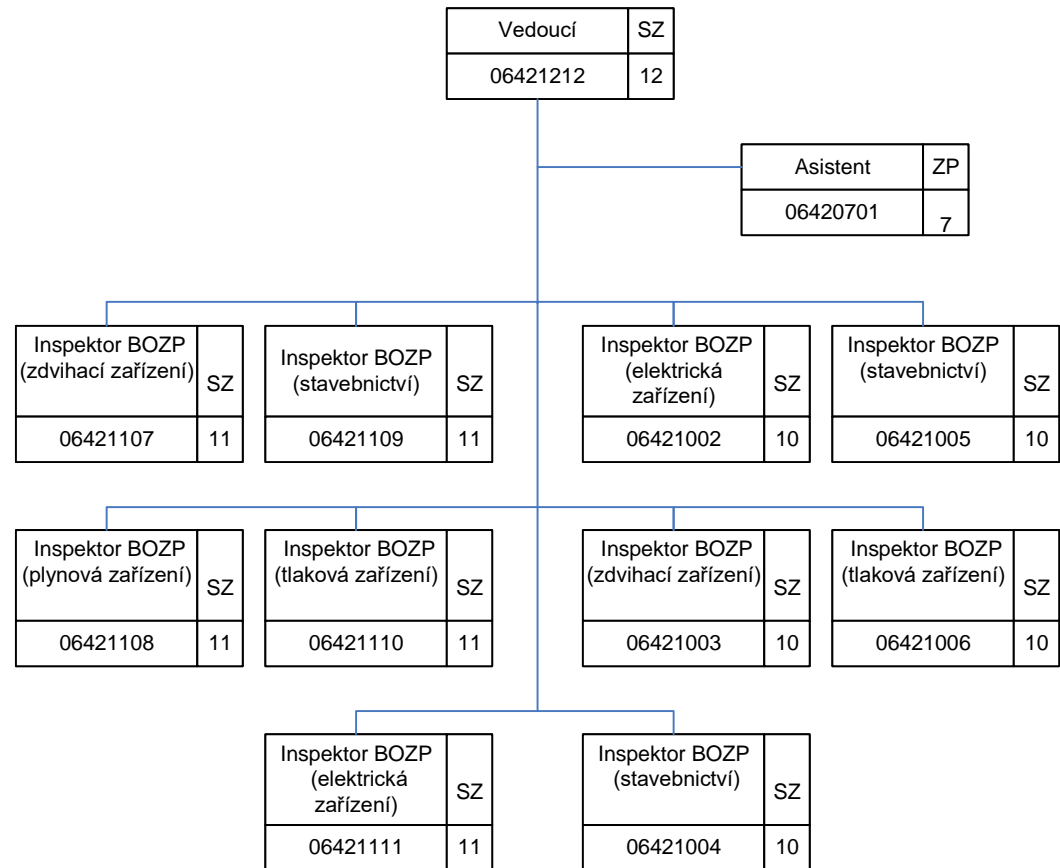 Vedoucí SZ
06421212 12
Asistent ZP
06420701 7
Inspektor BOZP
(zdvihací zařízení) SZ
06421107 11
Inspektor BOZP
(stavebnictví) SZ
06421109 11
Inspektor BOZP
(elektrická
zařízení) SZ
06421002 10
Inspektor BOZP
(stavebnictví)
SZ
06421005 10
Inspektor BOZP
(plynová zařízení) SZ
06421108 11
Inspektor BOZP
(tlaková zařízení) SZ
06421110 11
Inspektor BOZP
(zdvihací zařízení) SZ
06421003 10
Inspektor BOZP
(tlaková zařízení) SZ
06421006 10
Inspektor BOZP
(elektrická
zařízení) SZ
06421111 11
Inspektor BOZP
(stavebnictví)
SZ
06421004 10